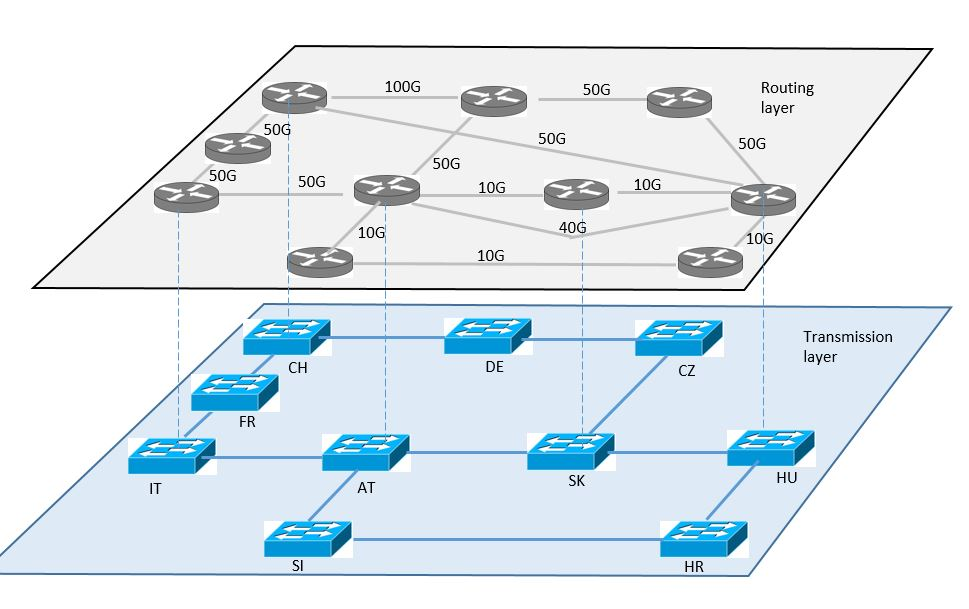 100G
50G
Routing
layer
50G
50G
50G
50G
50G
50G
10G
10G
10G
40G
10G
10G
Transmission
layer
CH
DE
CZ
FR
IT
AT
SK
HU
SI
HR